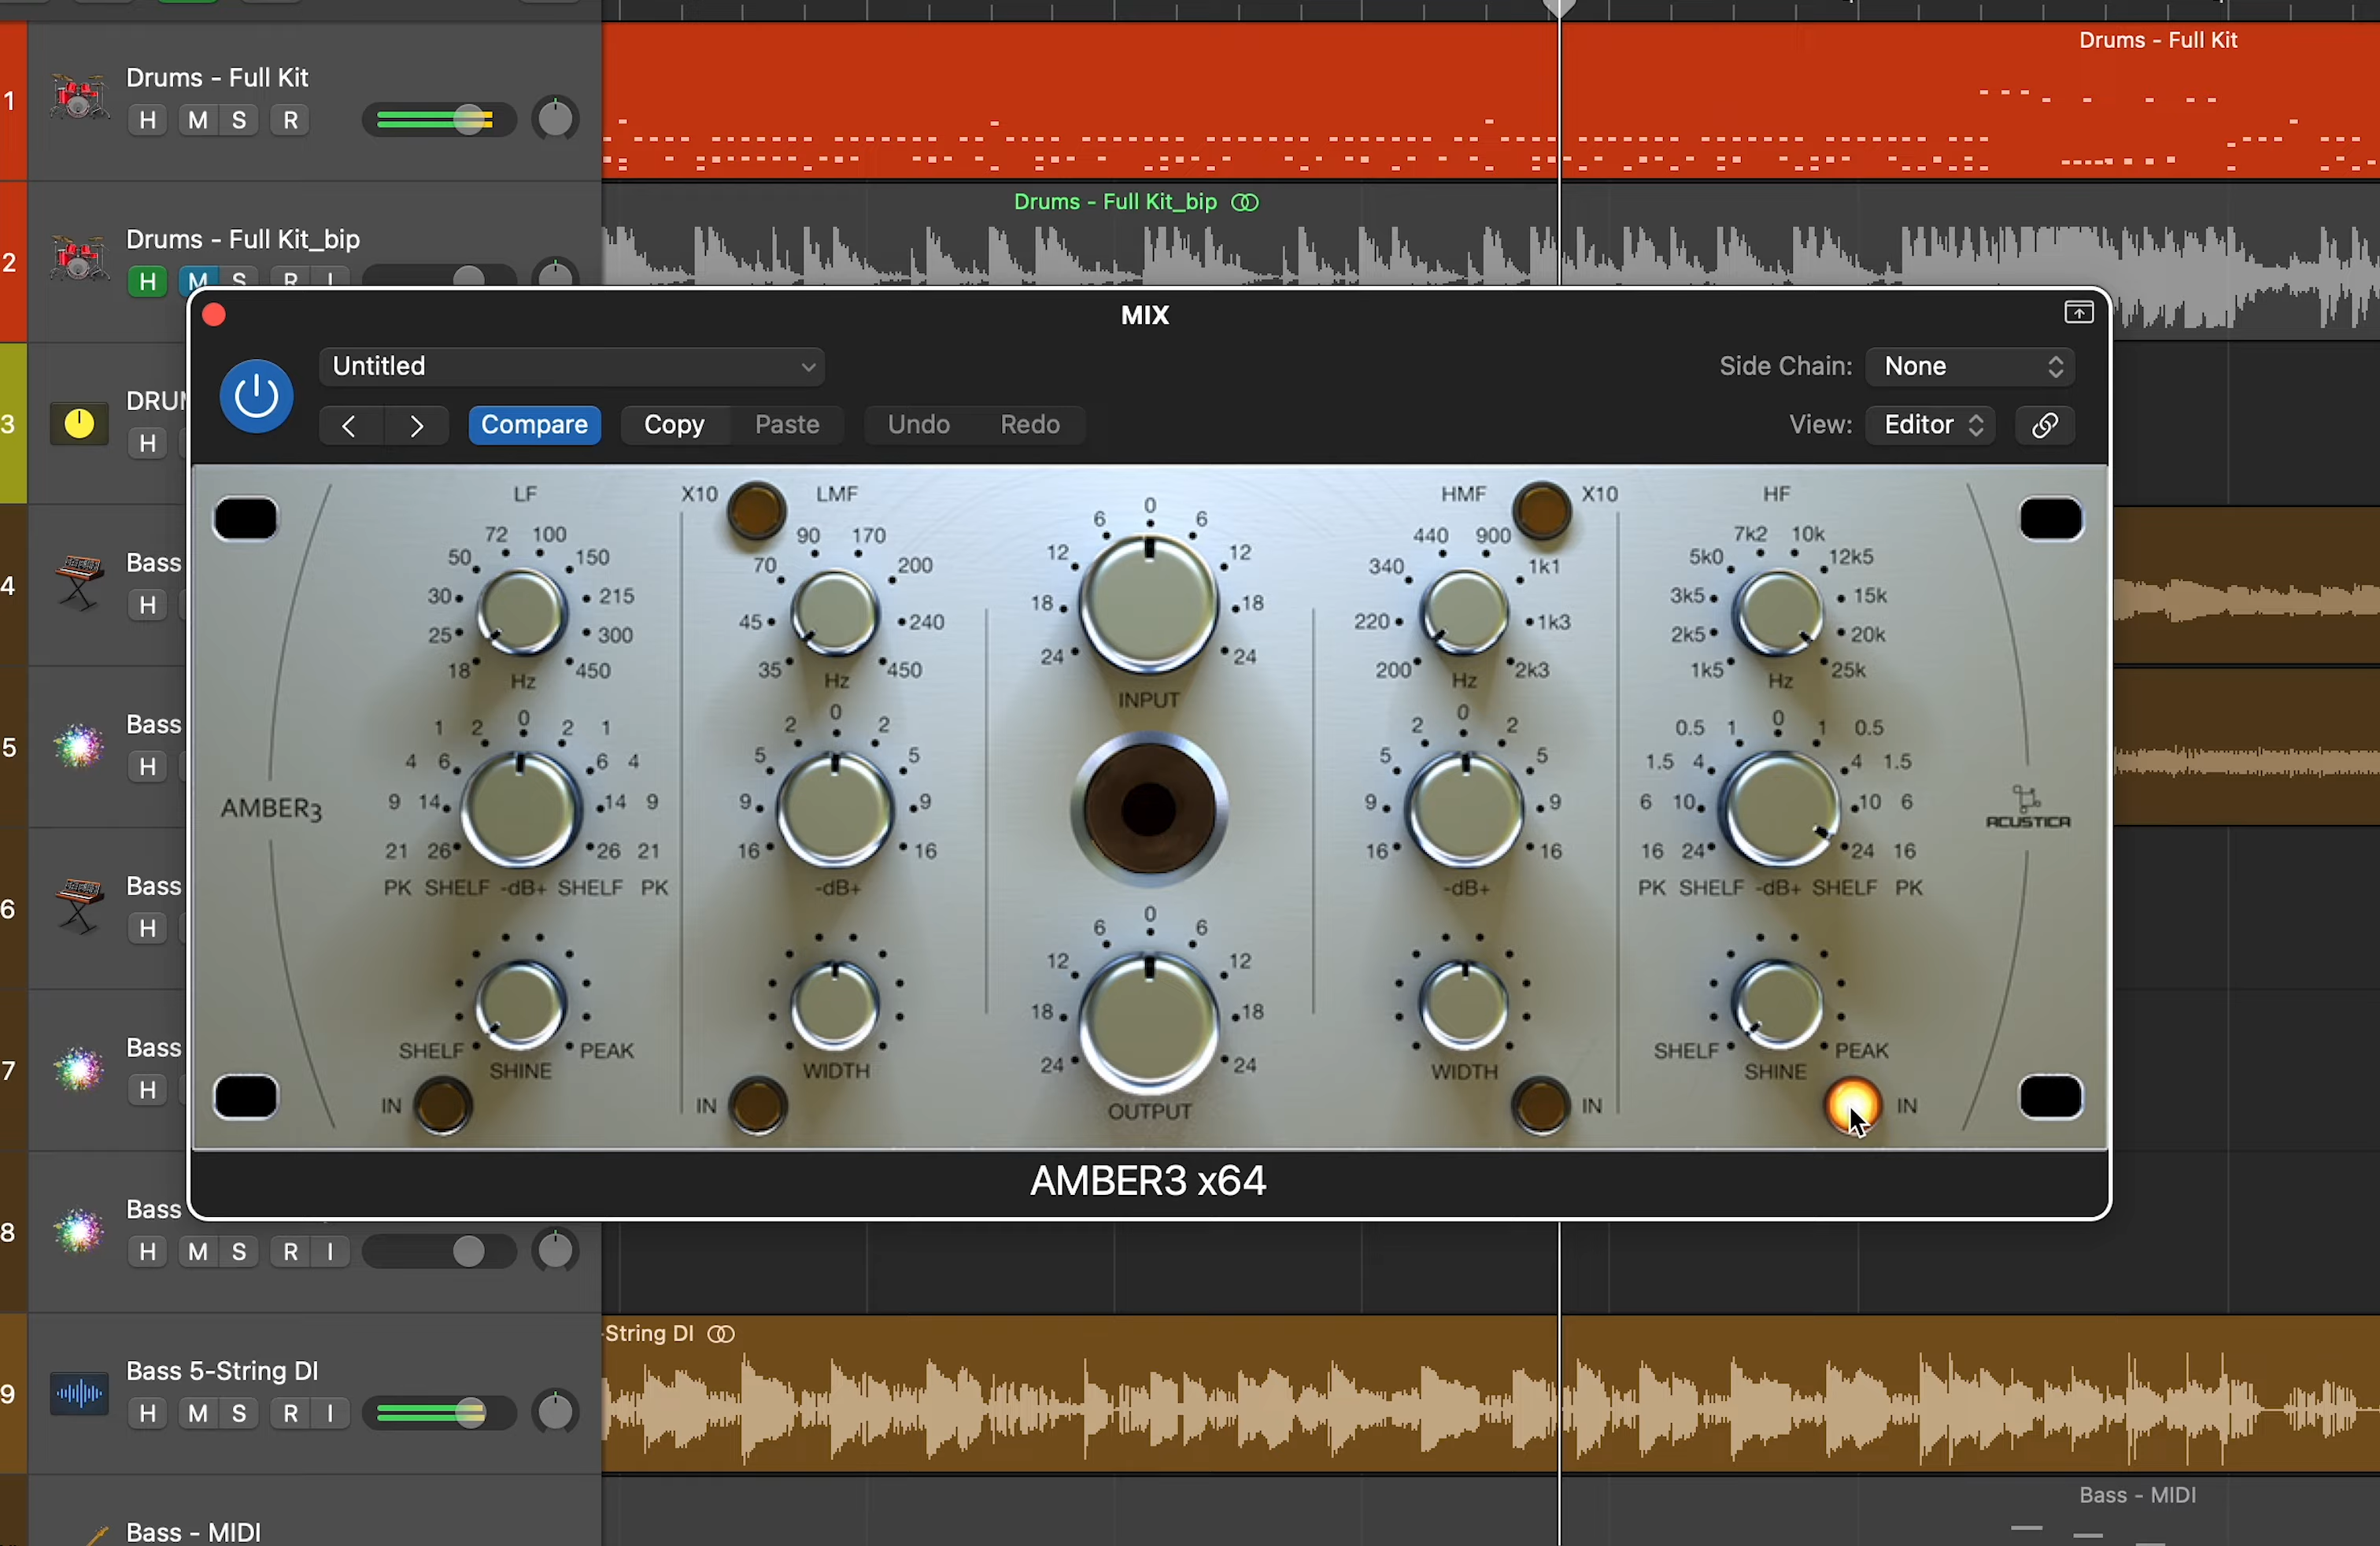 Drums - Full Kit
1
Drums - Full Kit
H M S R
Drums - Full Kit_bip
2
Drums - Full Kit_bip
H M S R I
MIX
Untitled
Side Chain: None
Compare Copy Paste Undo Redo
View: Editor
3
H
4
Bass
H
5
Bass
H
6
Bass
H
7
Bass
H
LF
72 100
50 150
30 215
25 300
18 450
Hz
1 2 0 2 1
4 6 6 4
9 14 14 9
21 26 26 21
PK SHELF -dB+ SHELF PK
SHELF PEAK
SHINE
IN
AMBER3
X10 LMF
90 170
70 200
45 240
35 450
Hz
2 0 2
5 5
9 9
16 16
-dB+
WIDTH
IN
0
6 6
12 12
18 18
24 24
INPUT
0
6 6
12 12
18 18
24 24
OUTPUT
HMF X10
440 900
340 1k1
220 1k3
200 2k3
Hz
2 0 2
5 5
9 9
16 16
-dB+
WIDTH
IN
HF
7k2 10k
5k0 12k5
3k5 15k
2k5 20k
1k5 25k
Hz
0.5 1 0 1 0.5
1.5 4 4 1.5
6 10 10 6
16 24 24 16
PK SHELF -dB+ SHELF PK
SHELF PEAK
SHINE
IN
ACUSTICA
AMBER3 x64
8
Bass
H M S R I
-String DI
9
Bass 5-String DI
H M S R I
Bass - MIDI
Bass - MIDI